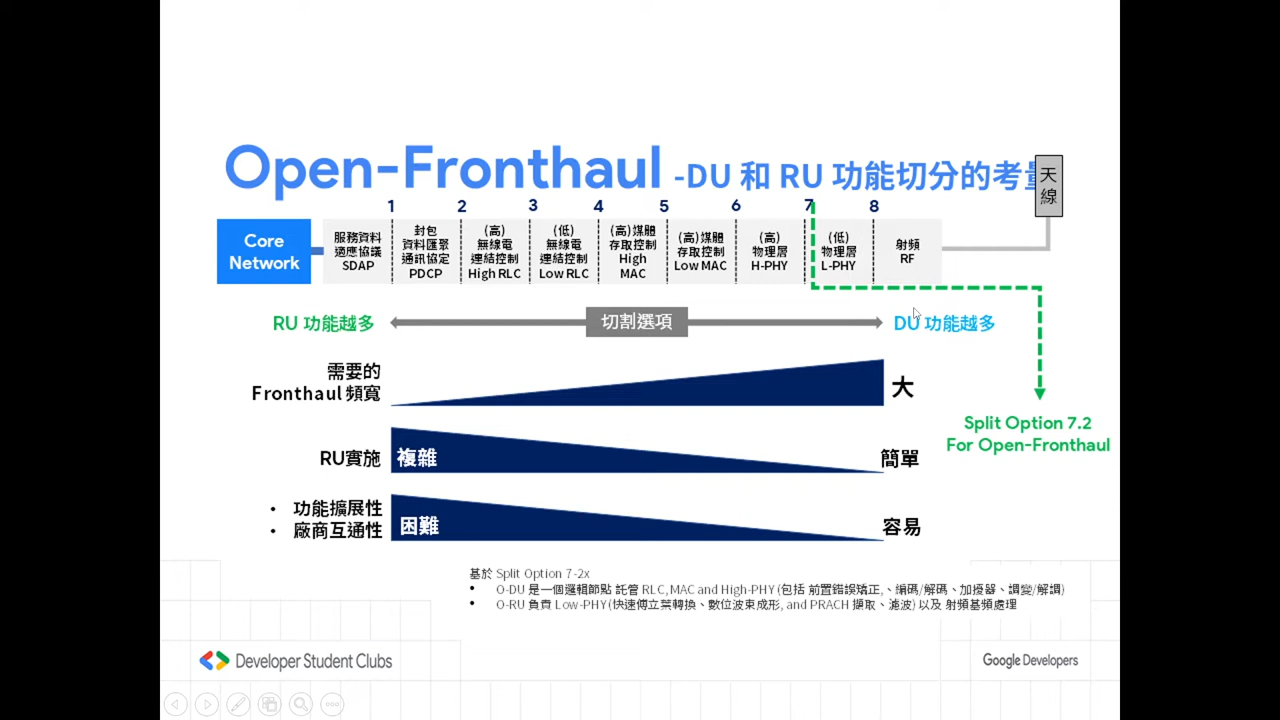 Open-Fronthaul -DU 和 RU 功能切分的考量
天
線
1 2 3 4 5 6 7 8
Core
Network
服務資料
適應協議
SDAP
封包
資料匯聚
通訊協定
PDCP
(高)
無線電
連結控制
High RLC
(低)
無線電
連結控制
Low RLC
(高)媒體
存取控制
High
MAC
(高)媒體
存取控制
Low MAC
(高)
物理層
H-PHY
(低)
物理層
L-PHY
射頻
RF
RU 功能越多
切割選項
DU 功能越多
需要的
Fronthaul 頻寬
大
Split Option 7.2
For Open-Fronthaul
RU實施
複雜
簡單
• 功能擴展性
• 廠商互通性
困難
容易
基於 Split Option 7-2x
• O-DU 是一個邏輯節點 託管 RLC, MAC and High-PHY (包括 前置錯誤矯正,、編碼/解碼、加擾器、調變/解調)
• O-RU 負責 Low-PHY (快速傅立葉轉換、數位波束成形, and PRACH 擷取、濾波) 以及 射頻基頻處理
Developer Student Clubs
Google Developers